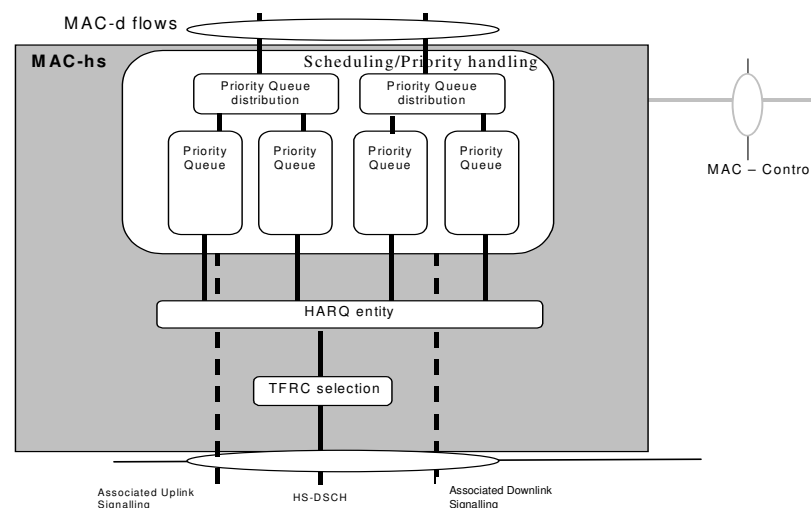 MAC-d flows
MAC-hs
Scheduling/Priority handling
Priority Queue
distribution
Priority Queue
distribution
Priority
Queue
Priority
Queue
Priority
Queue
Priority
Queue
MAC – Contro
HARQ entity
TFRC selection
Associated Uplink
Signalling
HS-DSCH
Associated Downlink
Signalling